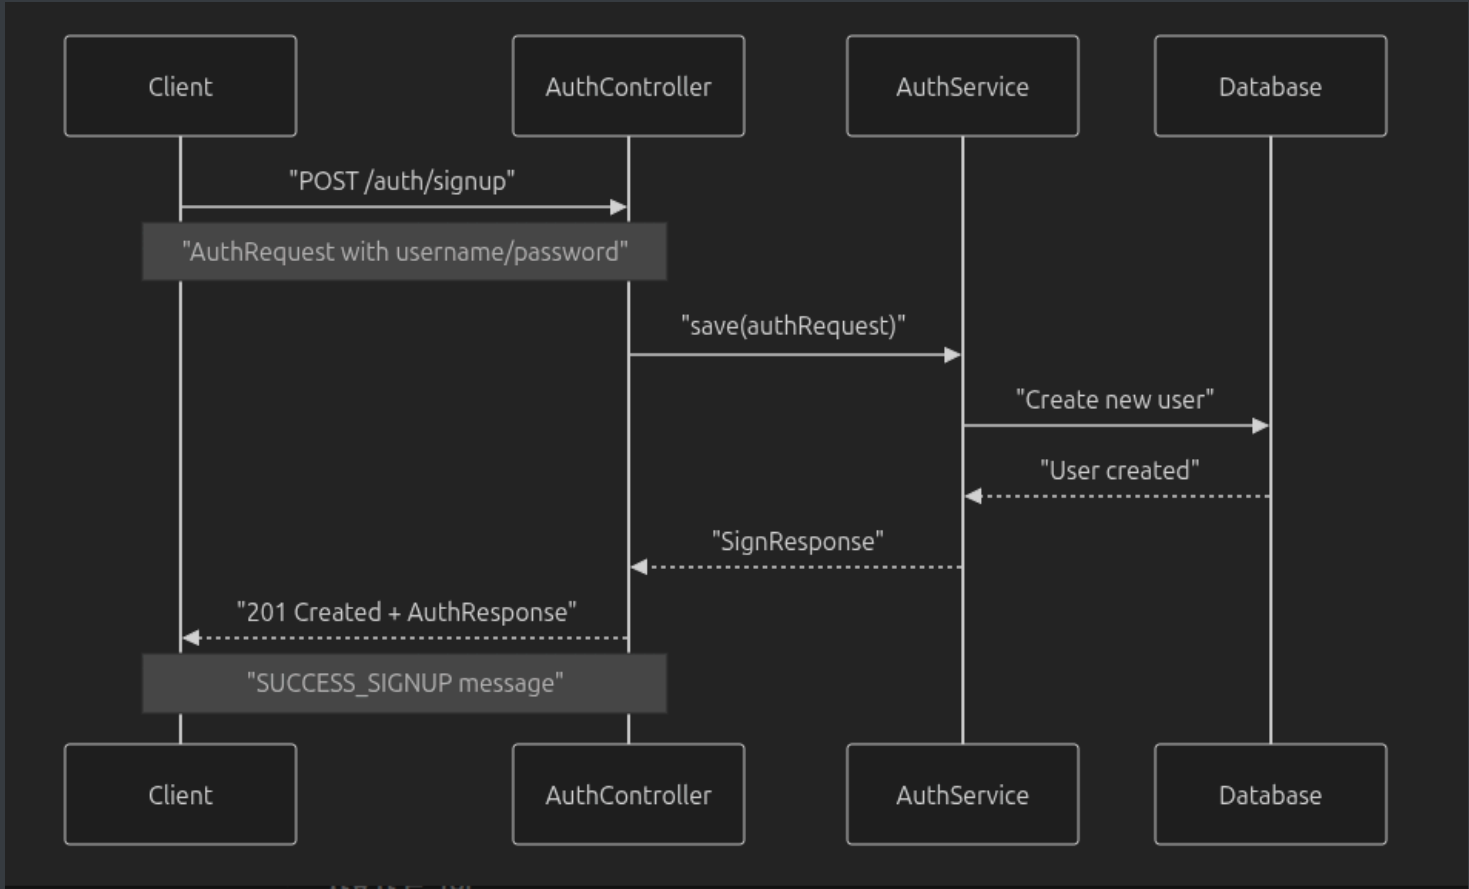 Client
AuthController
AuthService
Database
"POST /auth/signup"
"AuthRequest with username/password"
"save(authRequest)"
"Create new user"
"User created"
"SignResponse"
"201 Created + AuthResponse"
"SUCCESS_SIGNUP message"
Client
AuthController
AuthService
Database